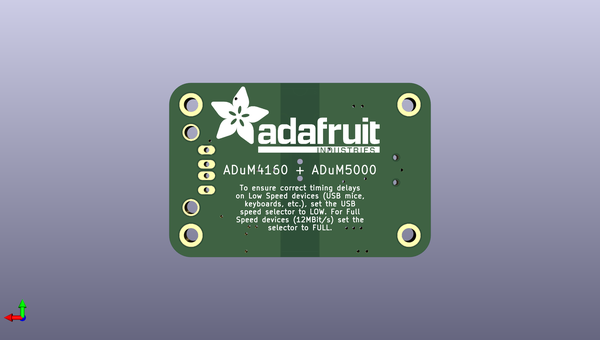 adafruit
INDUSTRIES
ADuM4160 + ADuM5000
To ensure correct timing delays
on Low Speed devices (USB mice,
keyboards, etc.), set the USB
speed selector to LOW. For Full
Speed devices (12MBit/s) set the
selector to FULL.